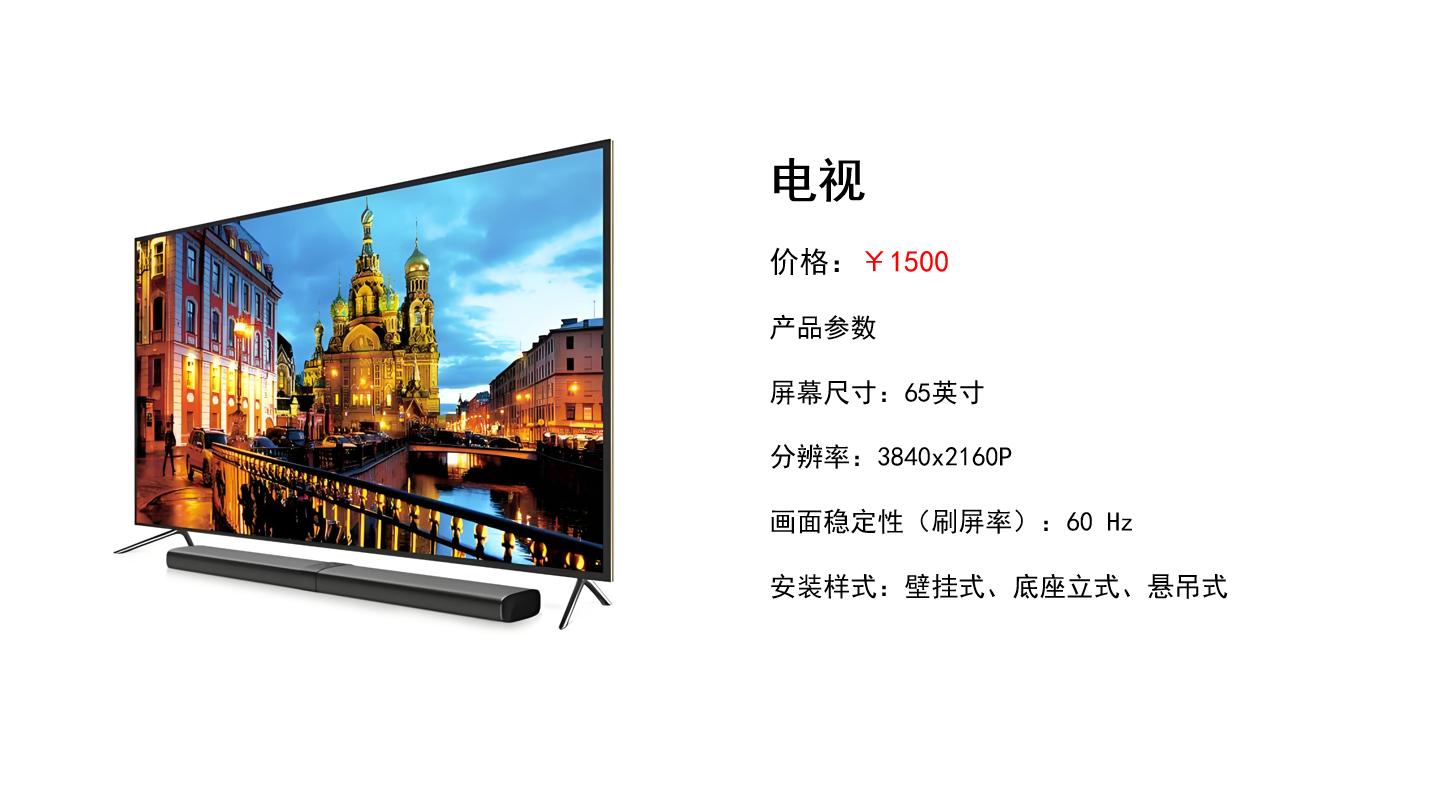 电视
价格：￥1500
产品参数
屏幕尺寸：65英寸
分辨率：3840x2160P
画面稳定性（刷屏率）：60 Hz
安装样式：壁挂式、底座立式、悬吊式